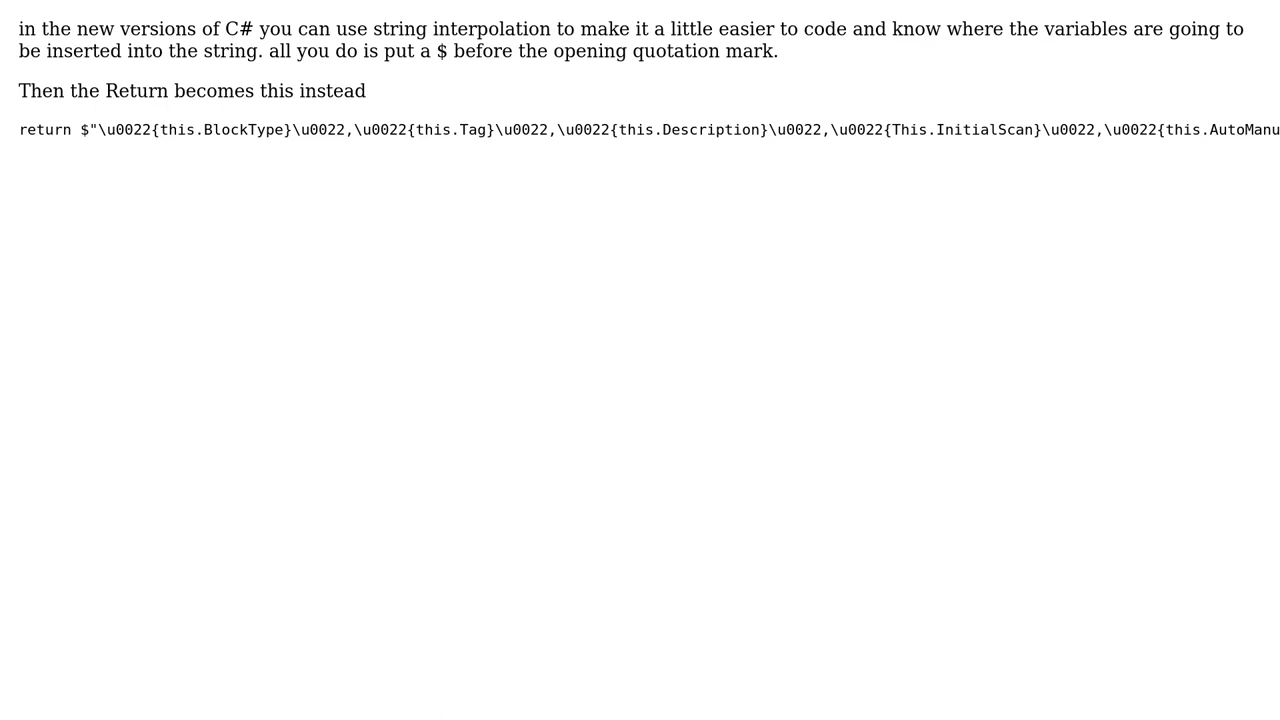 in the new versions of C# you can use string interpolation to make it a little easier to code and know where the variables are going to
be inserted into the string. all you do is put a $ before the opening quotation mark.
Then the Return becomes this instead
return $"\u0022{this.BlockType}\u0022,\u0022{this.Tag}\u0022,\u0022{this.Description}\u0022,\u0022{This.InitialScan}\u0022,\u0022{this.AutoManu